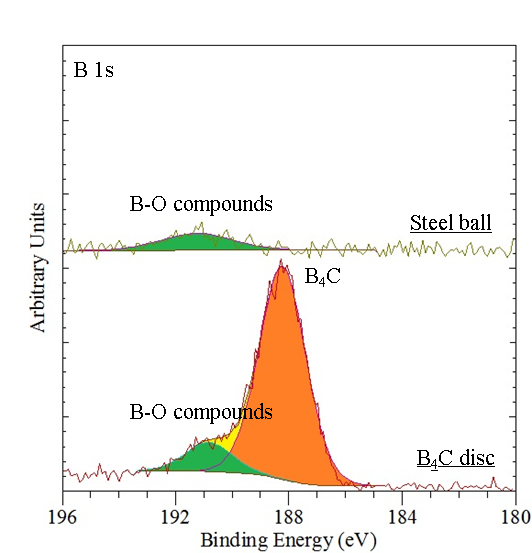 B 1s
B-O compounds
Steel ball
B₄C
B-O compounds
B₄C disc
Arbitrary Units
196 192 188 184 180
Binding Energy (eV)